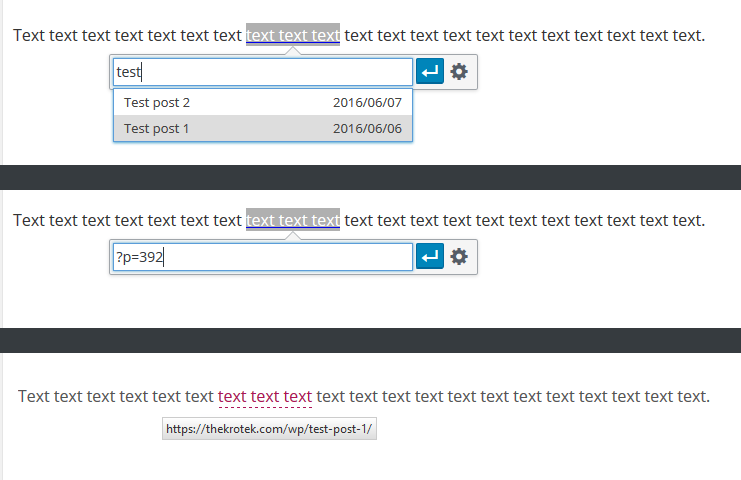 Text text text text text text text text text text text text text text text text text text text text text.
test
Test post 2 2016/06/07
Test post 1 2016/06/06
Text text text text text text text text text text text text text text text text text text text text text.
?p=392
Text text text text text text text text text text text text text text text text text text text text text.
https://thekrotek.com/wp/test-post-1/